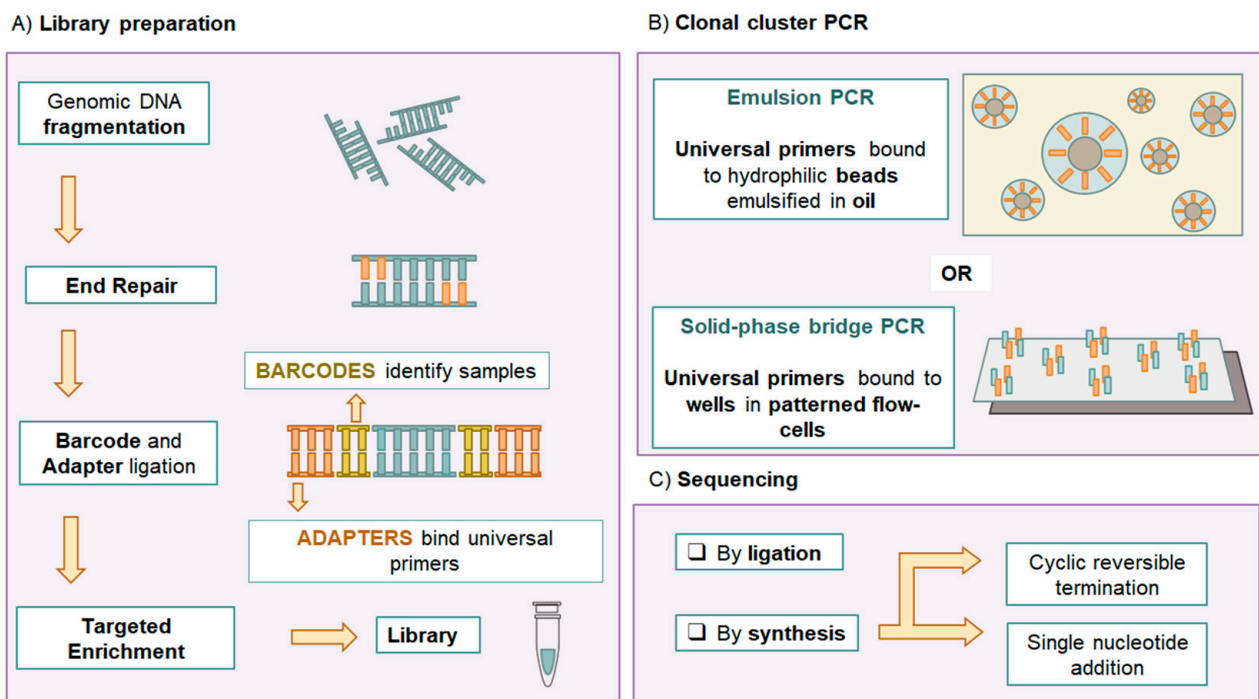 A) Library preparation
Genomic DNA
fragmentation
End Repair
BARCODES identify samples
Barcode and
Adapter ligation
ADAPTERS bind universal
primers
Targeted
Enrichment
Library
B) Clonal cluster PCR
Emulsion PCR
Universal primers bound
to hydrophilic beads
emulsified in oil
OR
Solid-phase bridge PCR
Universal primers bound to
wells in patterned flow-
cells
C) Sequencing
❑ By ligation
❑ By synthesis
Cyclic reversible
termination
Single nucleotide
addition